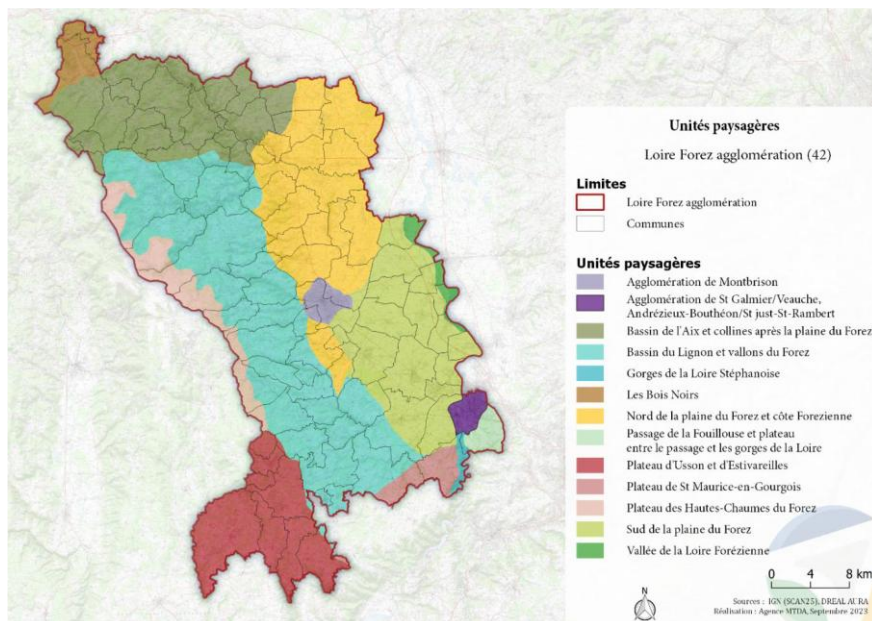 Unités paysagères
Loire Forez agglomération (42)
Limites
Loire Forez agglomération
Communes
Unités paysagères
Agglomération de Montbrison
Agglomération de St Galmier/Veauche,
Andrézieux-Bouthéon/St just-St-Rambert
Bassin de l'Aix et collines après la plaine du Forez
Bassin du Lignon et vallons du Forez
Gorges de la Loire Stéphanoise
Les Bois Noirs
Nord de la plaine du Forez et côte Forezienne
Passage de la Fouillouse et plateau
entre le passage et les gorges de la Loire
Plateau d'Usson et d'Estivareilles
Plateau de St Maurice-en-Gourgois
Plateau des Hautes-Chaumes du Forez
Sud de la plaine du Forez
Vallée de la Loire Forézienne
0 4 8 km
N
Sources : IGN (SCAN25), DREAL AURA
Réalisation : Agence MTDA, Septembre 2023